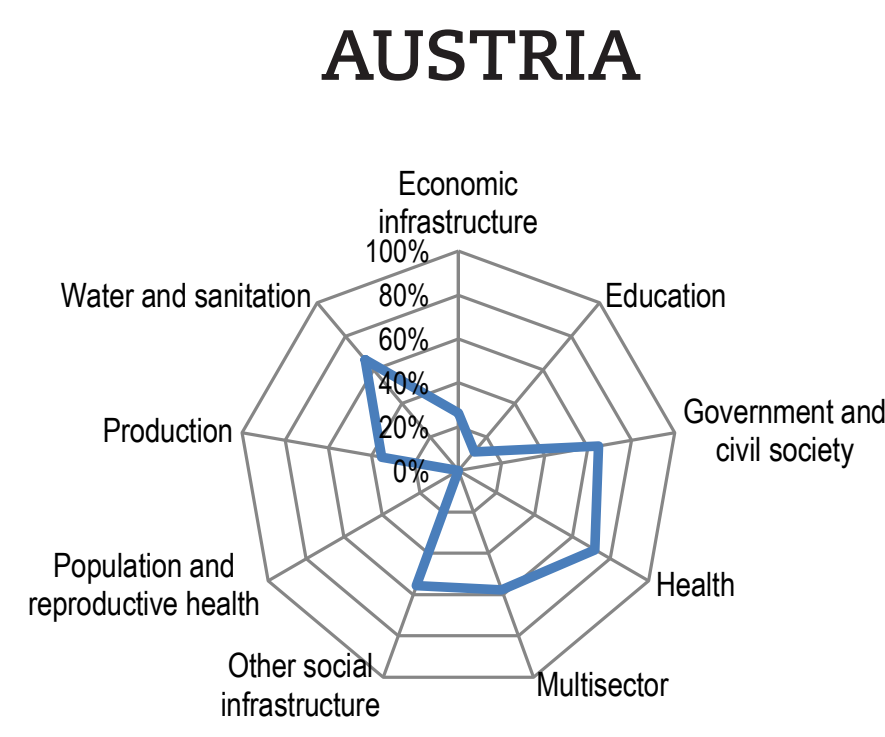 AUSTRIA
Economic
infrastructure
100%
80%
60%
40%
20%
0%
Education
Government and
civil society
Health
Multisector
Other social
infrastructure
Population and
reproductive health
Production
Water and sanitation